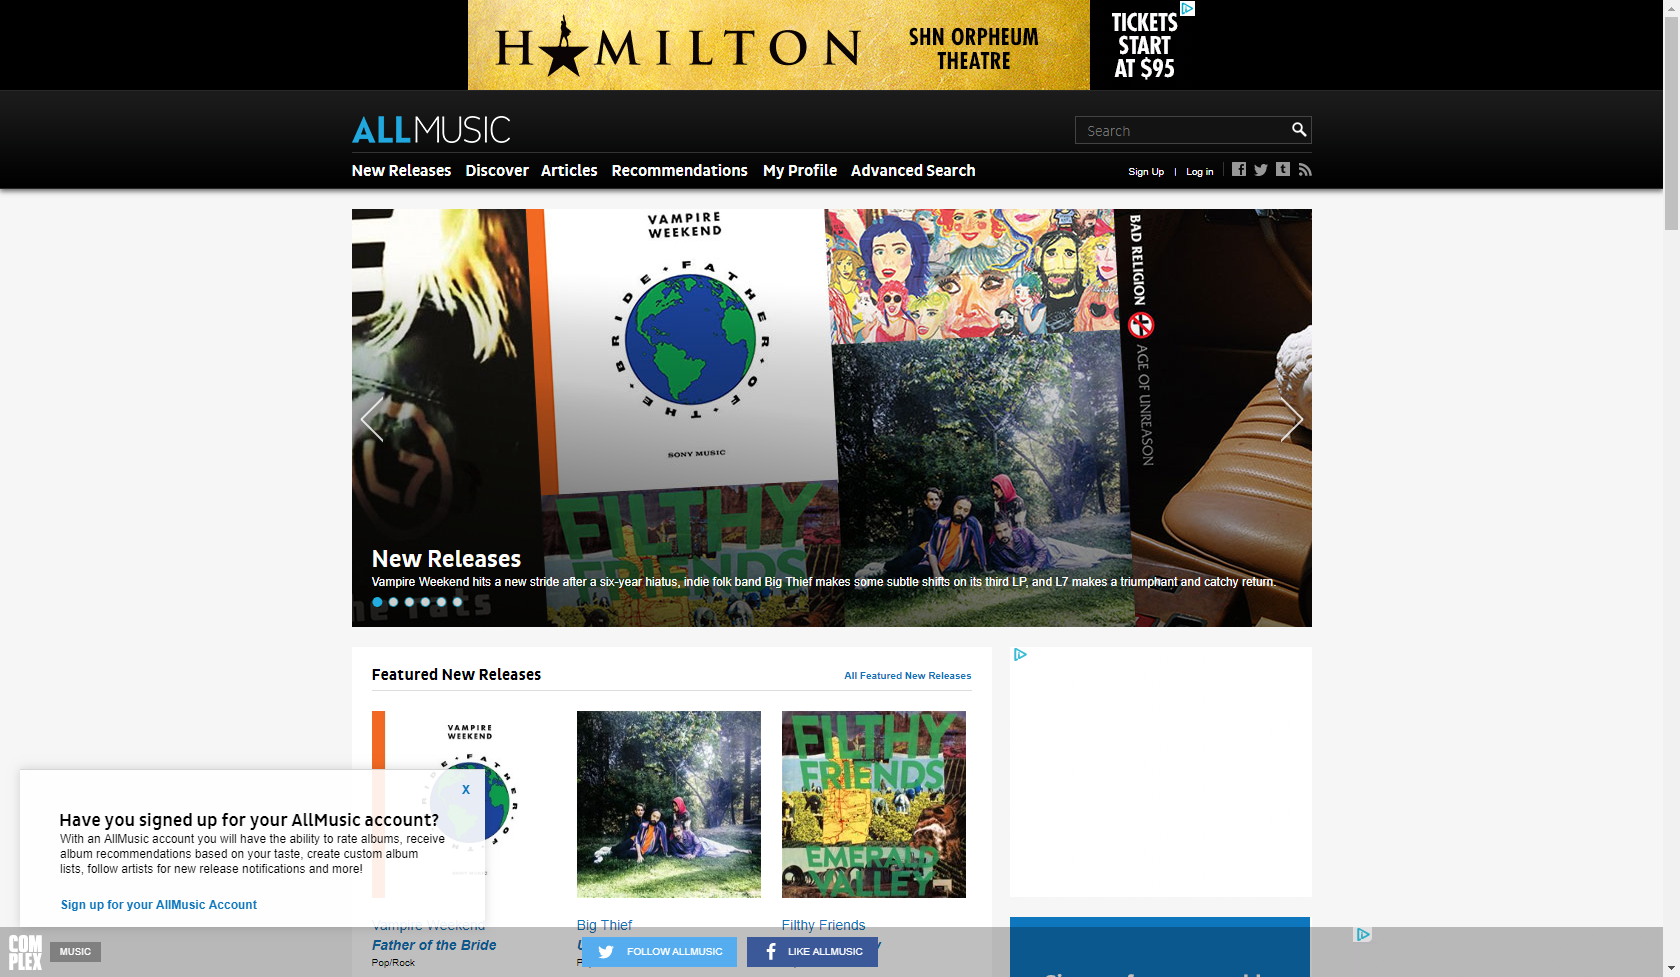 HAMILTON
SHN ORPHEUM
THEATRE
TICKETS
START
AT $95
ALLMUSIC
Search
New Releases
Discover
Articles
Recommendations
My Profile
Advanced Search
Sign Up
Log in
VAMPIRE
WEEKEND
FATHER · OF · THE · BRIDE
SONY MUSIC
BAD RELIGION
AGE OF UNREASON
FILTHY
FRIENDS
New Releases
Vampire Weekend hits a new stride after a six-year hiatus, indie folk band Big Thief makes some subtle shifts on its third LP, and L7 makes a triumphant and catchy return.
Featured New Releases
All Featured New Releases
VAMPIRE
WEEKEND
FILTHY
FRIENDS
EMERALD
VALLEY
X
Have you signed up for your AllMusic account?
With an AllMusic account you will have the ability to rate albums, receive
album recommendations based on your taste, create custom album
lists, follow artists for new release notifications and more!
Sign up for your AllMusic Account
Vampire Weekend
Father of the Bride
Pop/Rock
Big Thief
Filthy Friends
COMPLEX
MUSIC
FOLLOW ALLMUSIC
LIKE ALLMUSIC